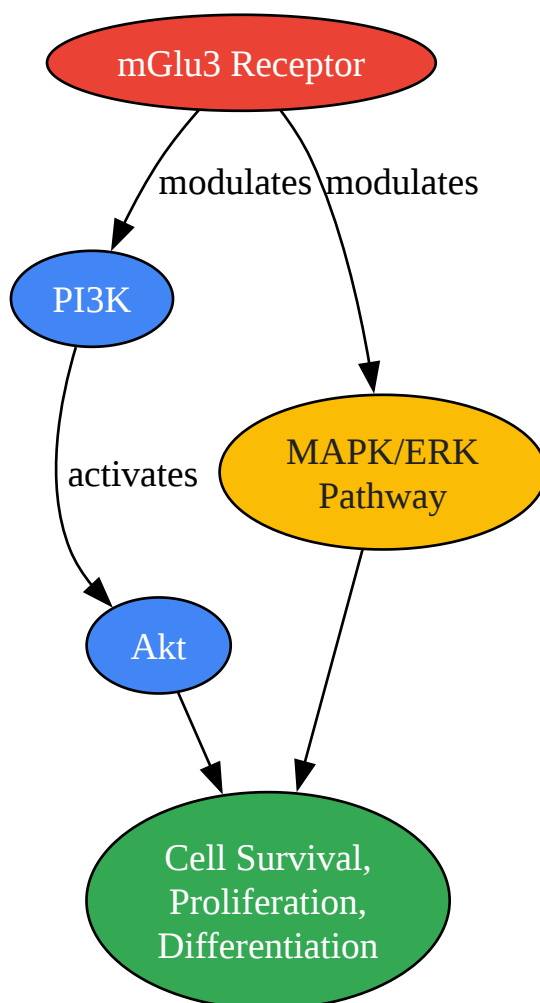 mGlu3 Receptor
modulates
modulates
PI3K
MAPK/ERK
Pathway
activates
Akt
Cell Survival,
Proliferation,
Differentiation